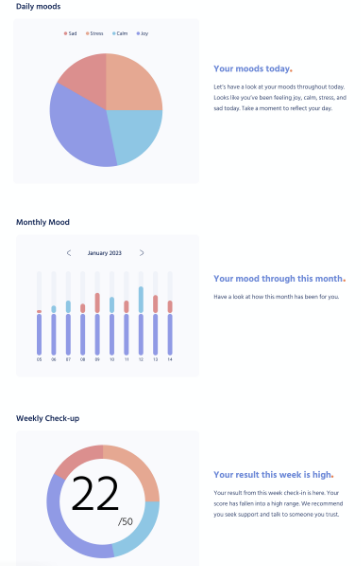 Daily moods
Sad Stress Calm Joy
Your moods today.
Let's have a look at your moods throughout today.
Looks like you've been feeling joy, calm, stress, and
sad today. Take a moment to reflect your day.
Monthly Mood
January 2023
05 06 07 08 09 10 11 12 13 14
Your mood through this month.
Have a look at how this month has been for you.
Weekly Check-up
22
/50
Your result this week is high.
Your result from this week check-in is here. Your
score has fallen into a high range. We recommend
you seek support and talk to someone you trust.